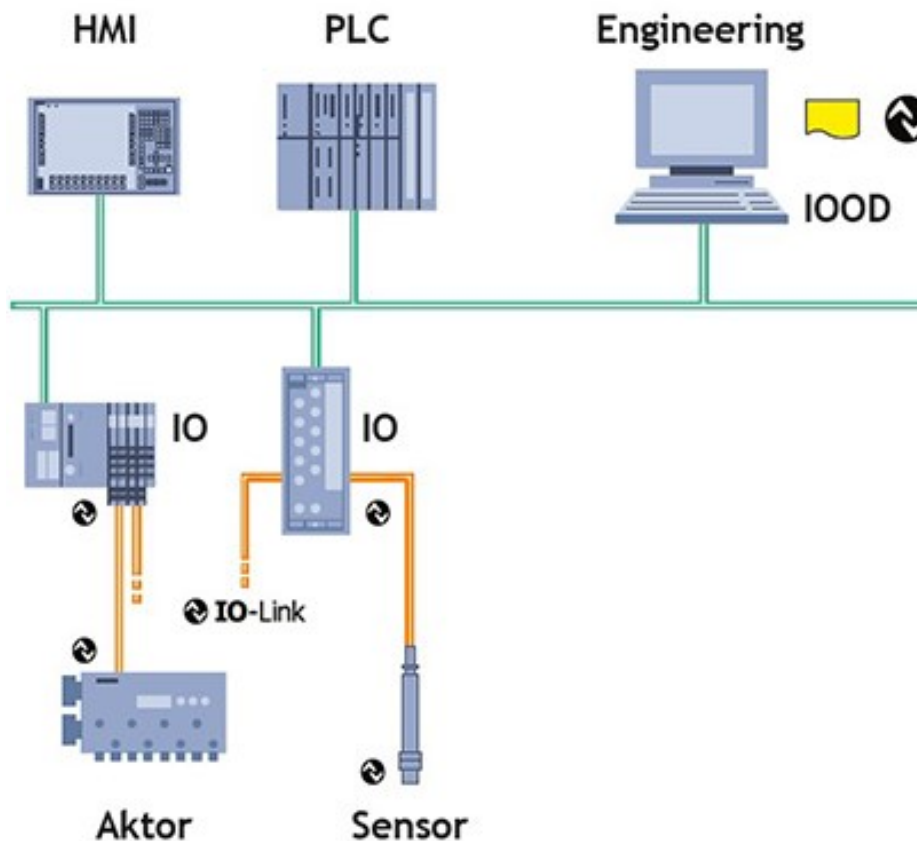 HMI
PLC
Engineering
IOOD
IO
IO
IO-Link
Aktor
Sensor